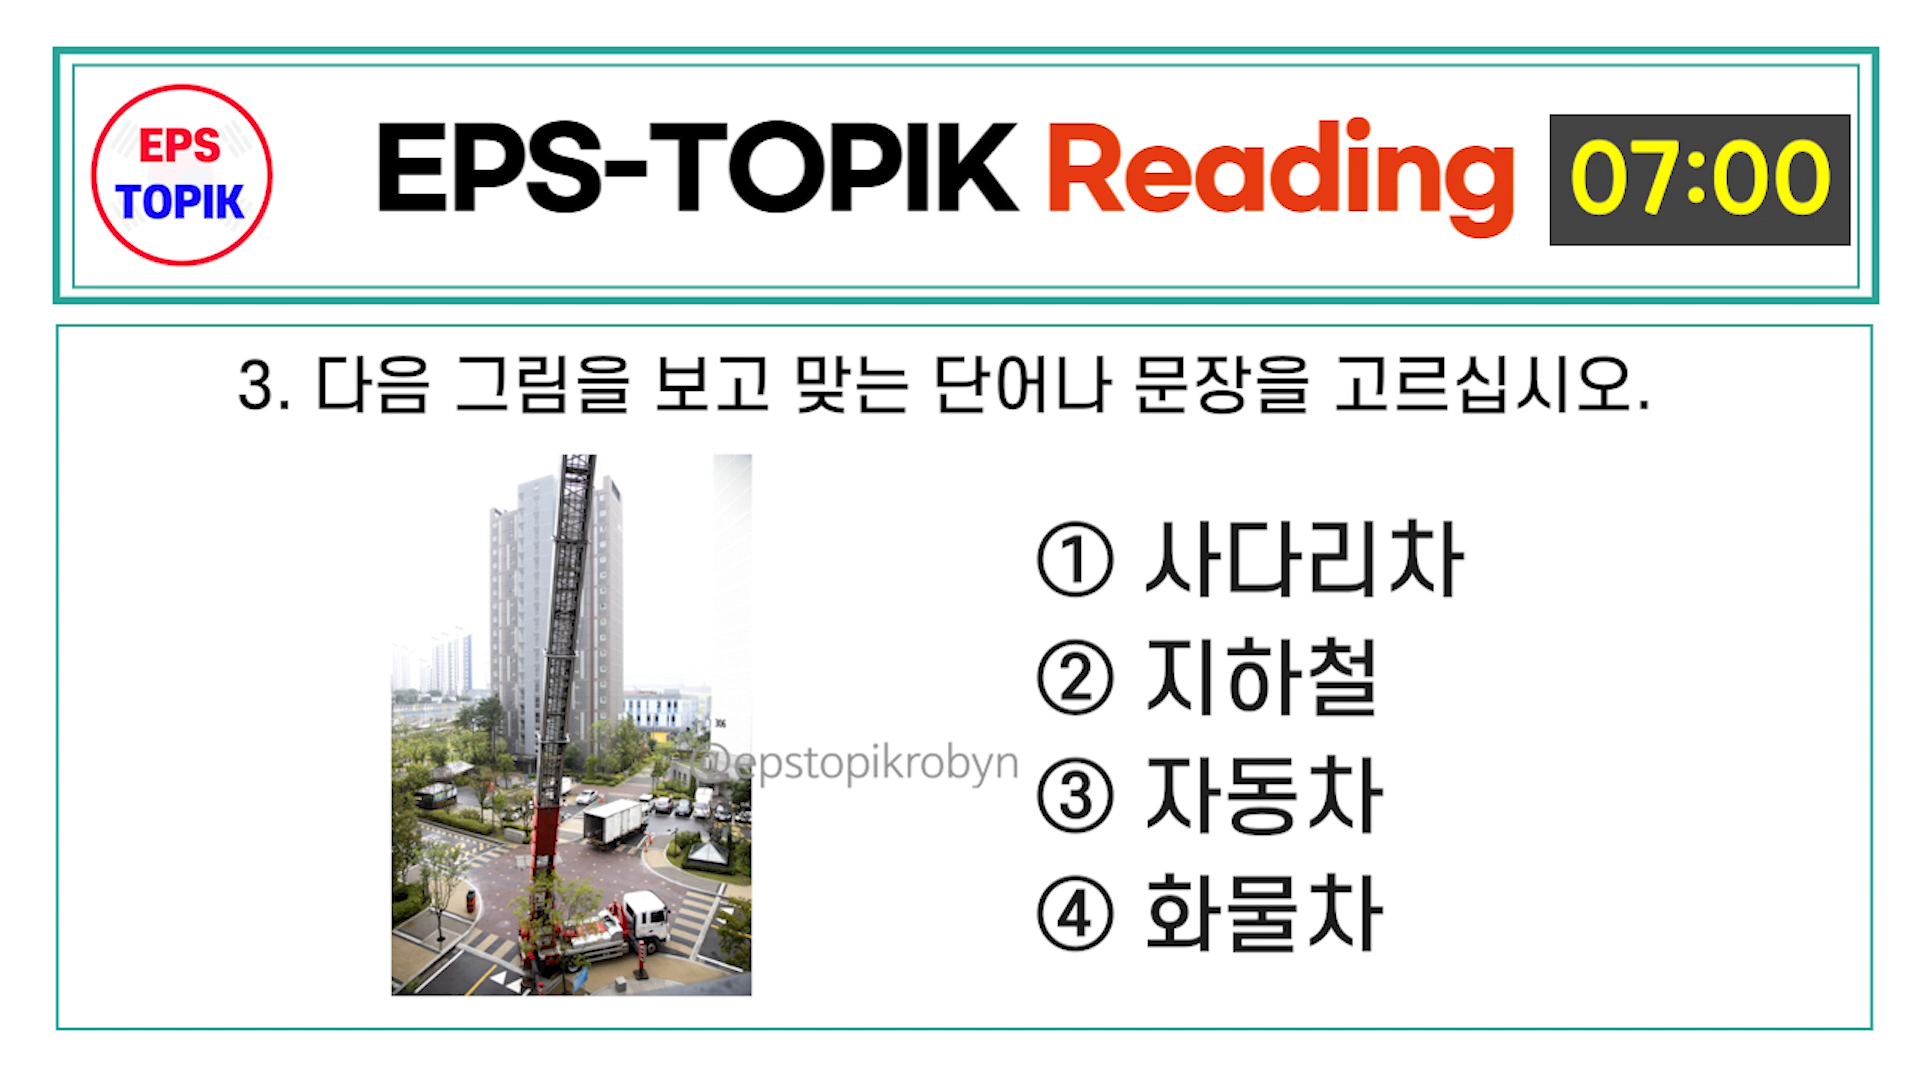 EPS
TOPIK
EPS-TOPIK Reading
07:00
3. 다음 그림을 보고 맞는 단어나 문장을 고르십시오.
① 사다리차
② 지하철
③ 자동차
④ 화물차
306
@epstopikrobyn